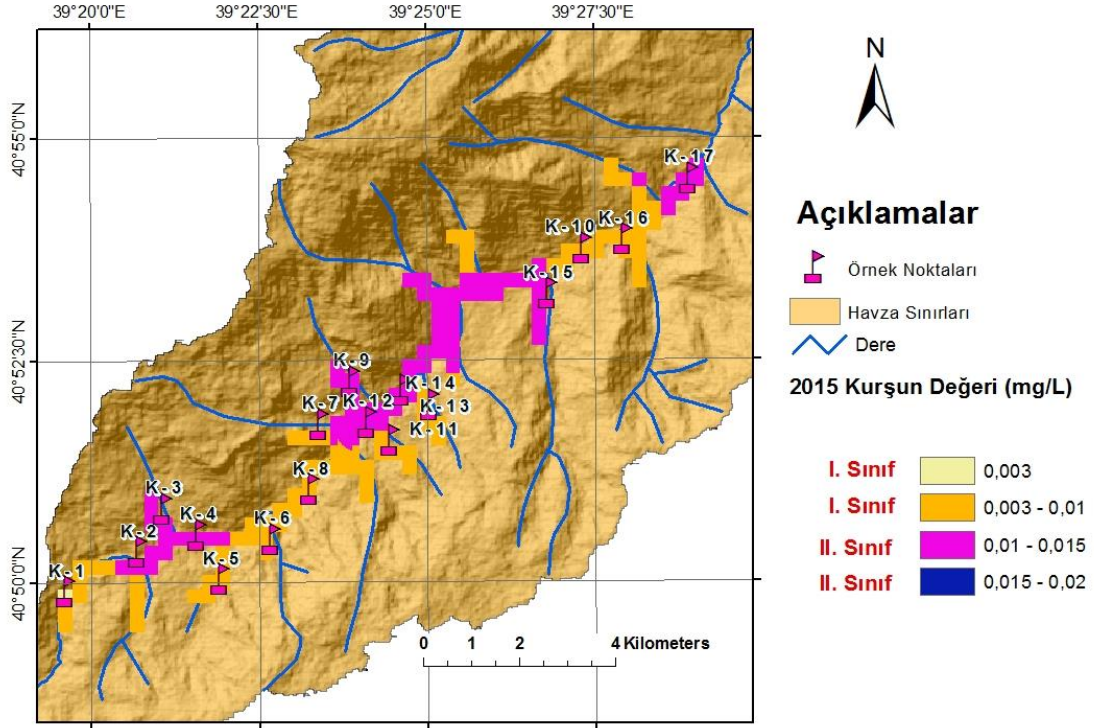 39°20'0"E 39°22'30"E 39°25'0"E 39°27'30"E
40°55'0"N
40°52'30"N
40°50'0"N
K-17
K-10
K-16
K-15
K-9
K-14
K-7
K-12
K-13
K-11
K-8
K-3
K-4
K-6
K-2
K-5
K-1
0 1 2 4 Kilometers
N
Açıklamalar
Örnek Noktaları
Havza Sınırları
Dere
2015 Kurşun Değeri (mg/L)
I. Sınıf 0,003
I. Sınıf 0,003 - 0,01
II. Sınıf 0,01 - 0,015
II. Sınıf 0,015 - 0,02